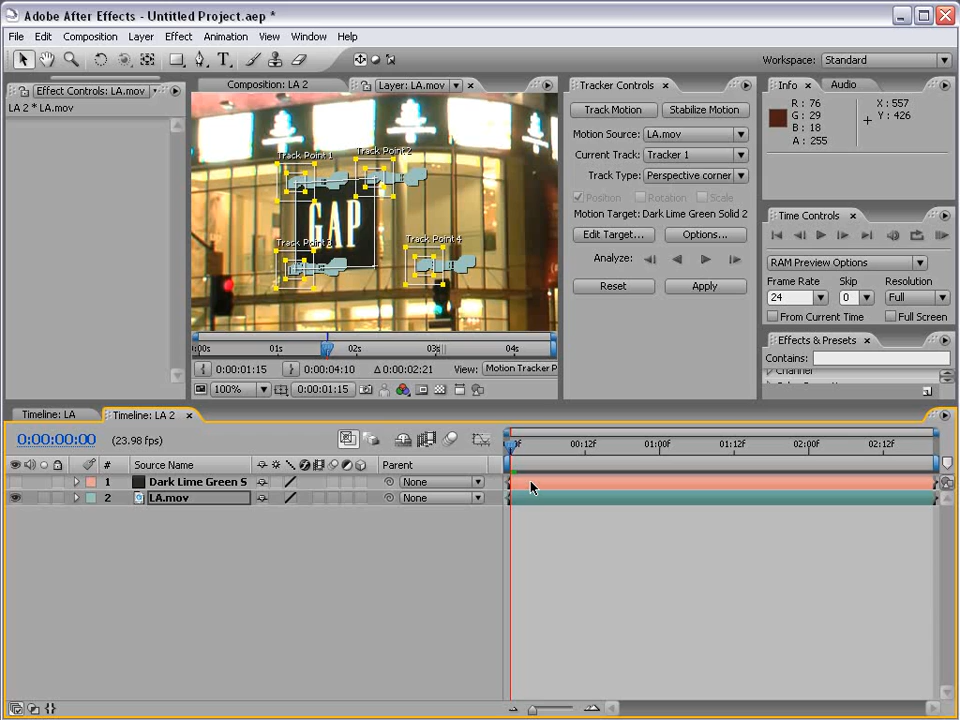 Adobe After Effects - Untitled Project.aep *
File Edit Composition Layer Effect Animation View Window Help
Workspace: Standard
Effect Controls: LA.mov
LA 2 * LA.mov
Composition: LA 2
Layer: LA.mov
Track Point 1
Track Point 2
GAP
Track Point 3
Track Point 4
:00s 01s 02s 03s 04s
0:00:01:15 0:00:04:10 Δ 0:00:02:21 View: Motion Tracker P
100% 0:00:01:15
Tracker Controls
Track Motion Stabilize Motion
Motion Source: LA.mov
Current Track: Tracker 1
Track Type: Perspective corner
Position Rotation Scale
Motion Target: Dark Lime Green Solid 2
Edit Target... Options...
Analyze:
Reset Apply
Info Audio
R : 76
G : 29
B : 18
A : 255
X : 557
Y : 426
Time Controls
RAM Preview Options
Frame Rate Skip Resolution
24 0 Full
From Current Time Full Screen
Effects & Presets
Contains:
Channel
Timeline: LA Timeline: LA 2
0:00:00:00 (23.98 fps)
# Source Name Parent
1 Dark Lime Green S None
2 LA.mov None
00:12F 01:00F 01:12F 02:00F 02:12F